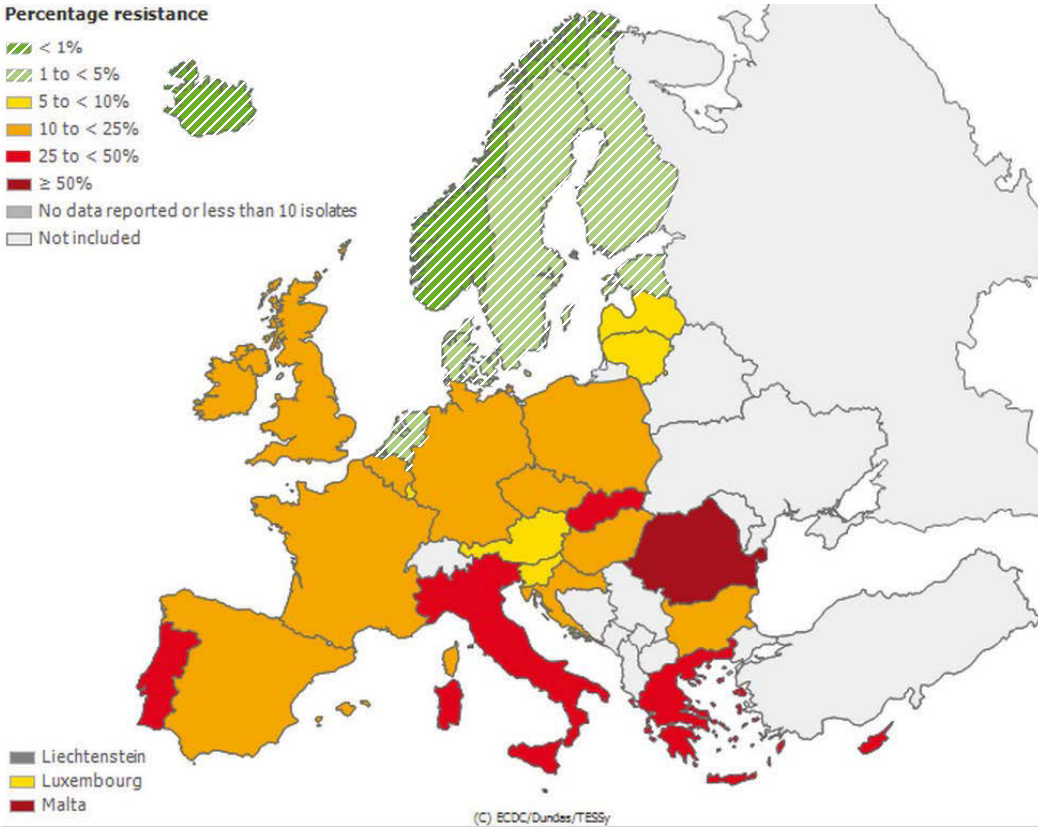 Percentage resistance
< 1%
1 to < 5%
5 to < 10%
10 to < 25%
25 to < 50%
≥ 50%
No data reported or less than 10 isolates
Not included
Liechtenstein
Luxembourg
Malta
(C) ECDC/Dundas/TESSy